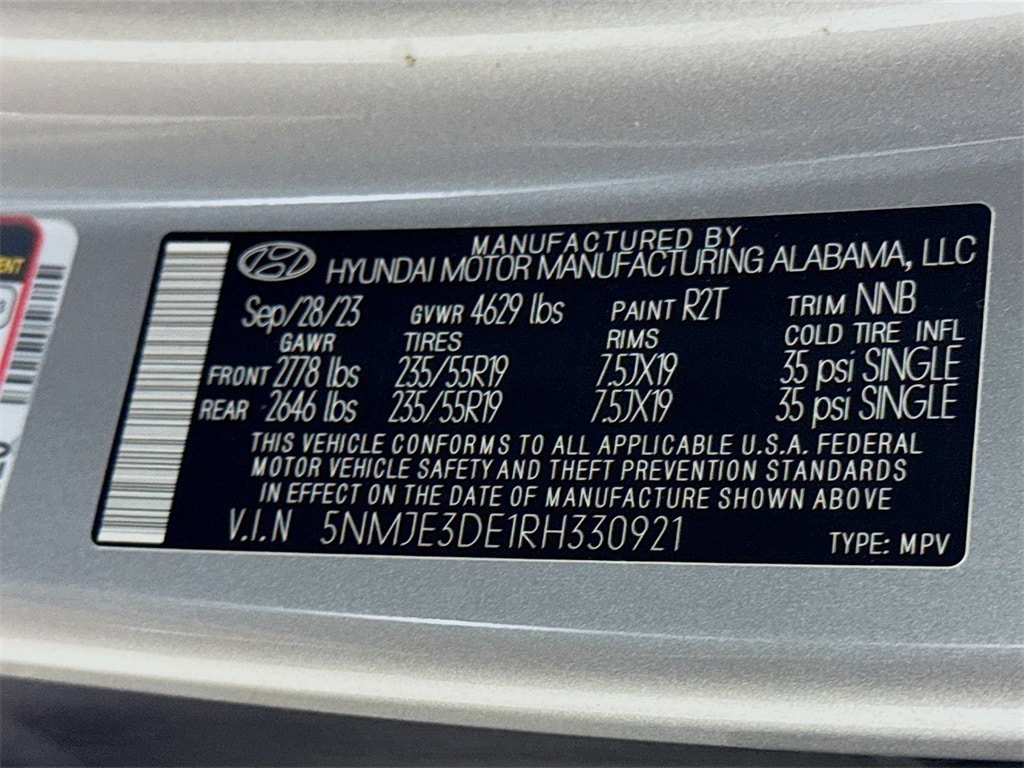 MANUFACTURED BY
HYUNDAI MOTOR MANUFACTURING ALABAMA, LLC
Sep/28/23 GVWR 4629 lbs PAINT R2T TRIM NNB
GAWR TIRES RIMS COLD TIRE INFL
FRONT 2778 lbs 235/55R19 7.5JX19 35 psi SINGLE
REAR 2646 lbs 235/55R19 7.5JX19 35 psi SINGLE
THIS VEHICLE CONFORMS TO ALL APPLICABLE U.S.A. FEDERAL
MOTOR VEHICLE SAFETY AND THEFT PREVENTION STANDARDS
IN EFFECT ON THE DATE OF MANUFACTURE SHOWN ABOVE
V.I.N 5NMJE3DE1RH330921 TYPE: MPV